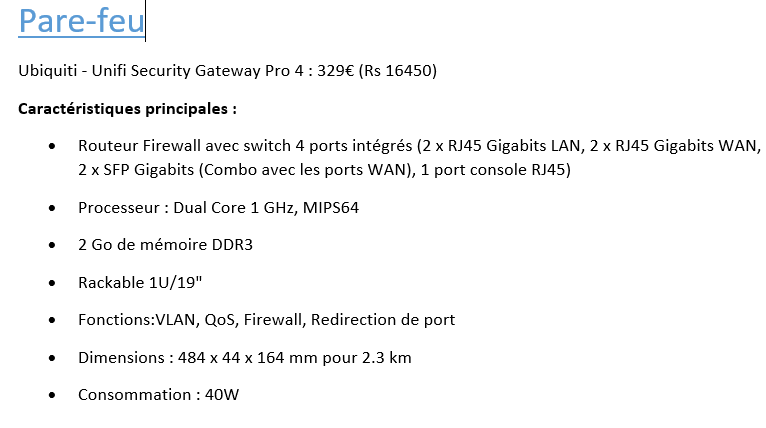 Pare-feu
Ubiquiti - Unifi Security Gateway Pro 4 : 329€ (Rs 16450)
Caractéristiques principales :
• Routeur Firewall avec switch 4 ports intégrés (2 x RJ45 Gigabits LAN, 2 x RJ45 Gigabits WAN,
2 x SFP Gigabits (Combo avec les ports WAN), 1 port console RJ45)
• Processeur : Dual Core 1 GHz, MIPS64
• 2 Go de mémoire DDR3
• Rackable 1U/19"
• Fonctions:VLAN, QoS, Firewall, Redirection de port
• Dimensions : 484 x 44 x 164 mm pour 2.3 km
• Consommation : 40W